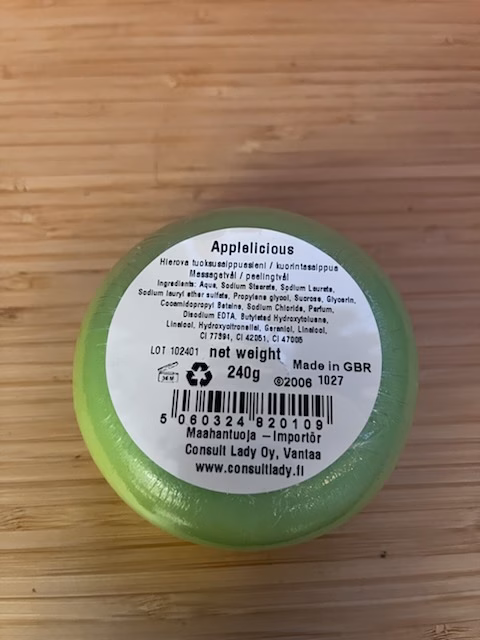 Applelicious
Hierova tuoksusaippuasieni / kuorintasaippua
Massagetvål / peelingtvål
Ingredients: Aqua, Sodium Stearate, Sodium Laurate,
Sodium lauryl ether sulfate, Propylene glycol, Sucrose, Glycerin,
Cocamidopropyl Betaine, Sodium Chloride, Parfum,
Disodium EDTA, Butylated Hydroxytoluene,
Linalool, Hydroxycitronellal, Geraniol, Linalool,
CI 77891, CI 42051, CI 47005
LOT 102401 net weight Made in GBR
36 M 240g ©2006 1027
5 060324 820109
Maahantuoja – Importör
Consult Lady Oy, Vantaa
www.consultlady.fi